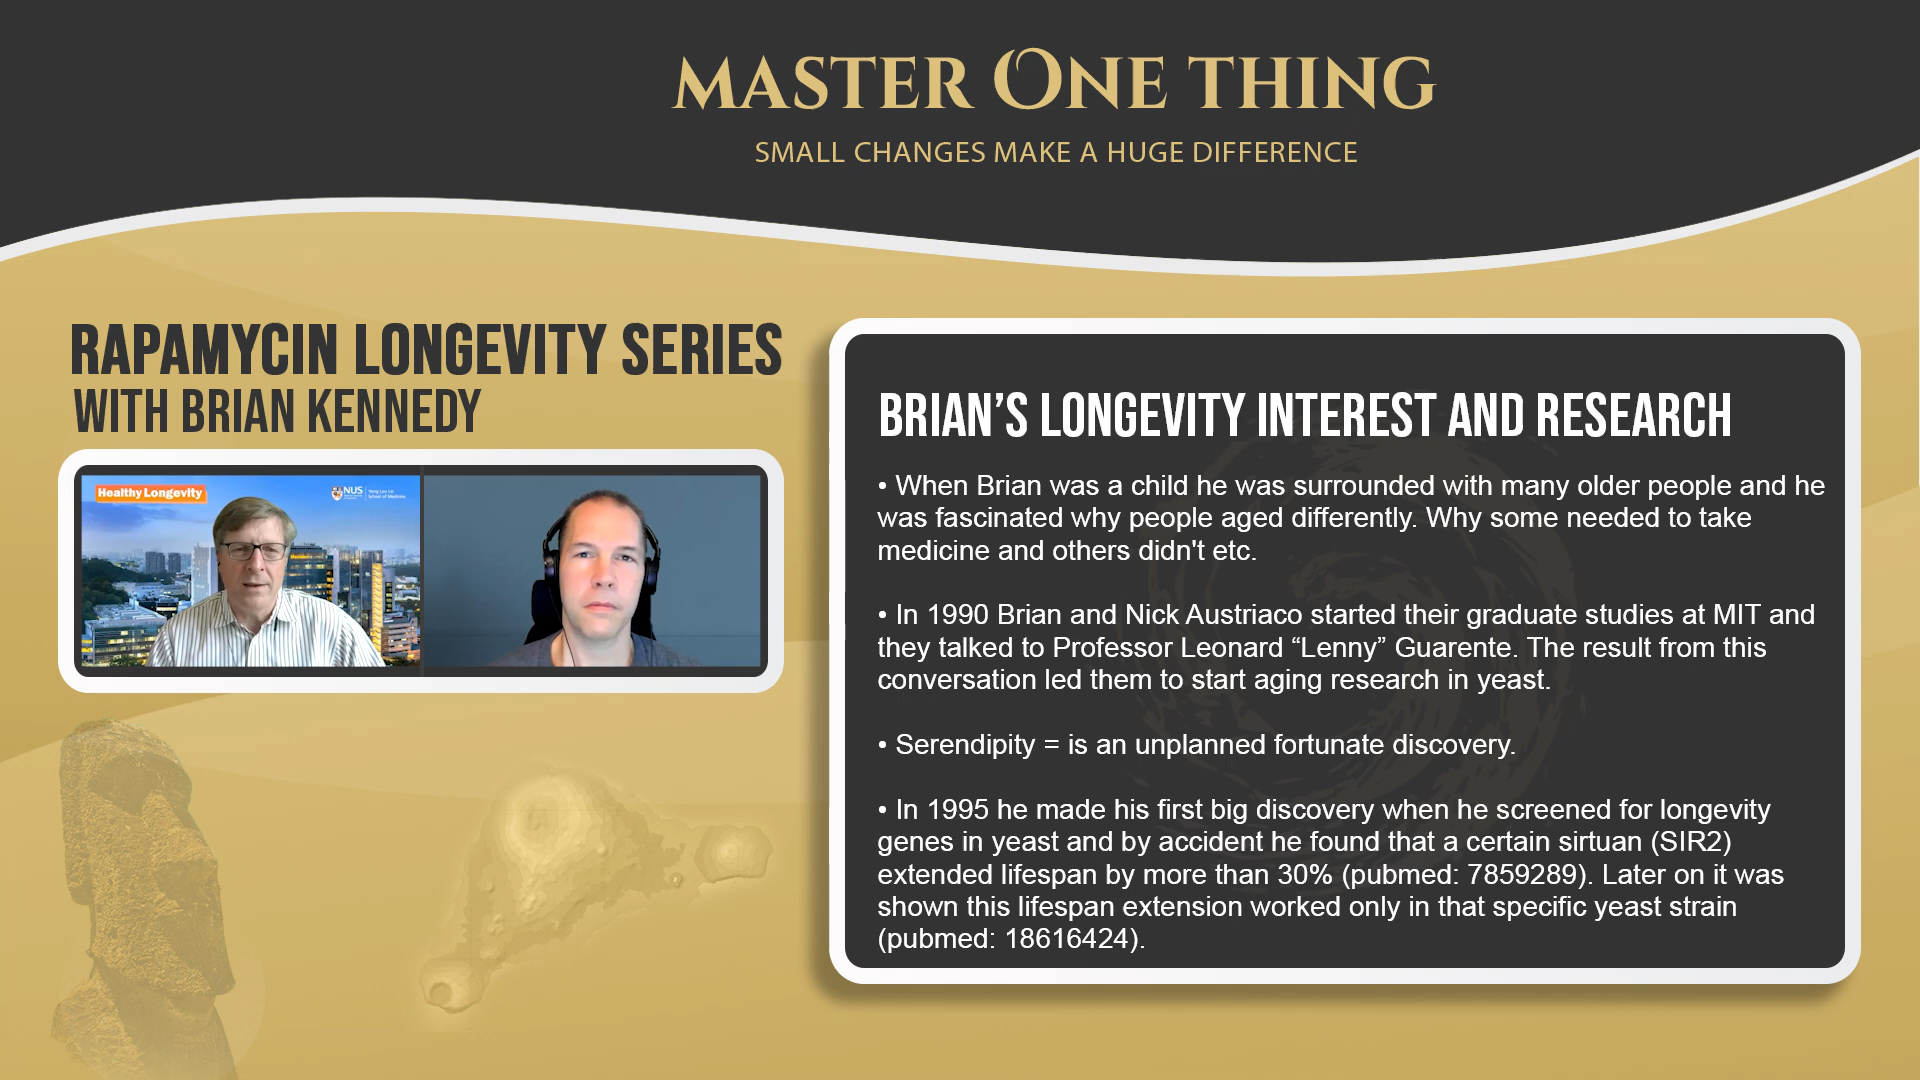 MASTER ONE THING
SMALL CHANGES MAKE A HUGE DIFFERENCE
RAPAMYCIN LONGEVITY SERIES
WITH BRIAN KENNEDY
Healthy Longevity
NUS
BRIAN’S LONGEVITY INTEREST AND RESEARCH
• When Brian was a child he was surrounded with many older people and he
was fascinated why people aged differently. Why some needed to take
medicine and others didn't etc.
• In 1990 Brian and Nick Austriaco started their graduate studies at MIT and
they talked to Professor Leonard “Lenny” Guarente. The result from this
conversation led them to start aging research in yeast.
• Serendipity = is an unplanned fortunate discovery.
• In 1995 he made his first big discovery when he screened for longevity
genes in yeast and by accident he found that a certain sirtuan (SIR2)
extended lifespan by more than 30% (pubmed: 7859289). Later on it was
shown this lifespan extension worked only in that specific yeast strain
(pubmed: 18616424).